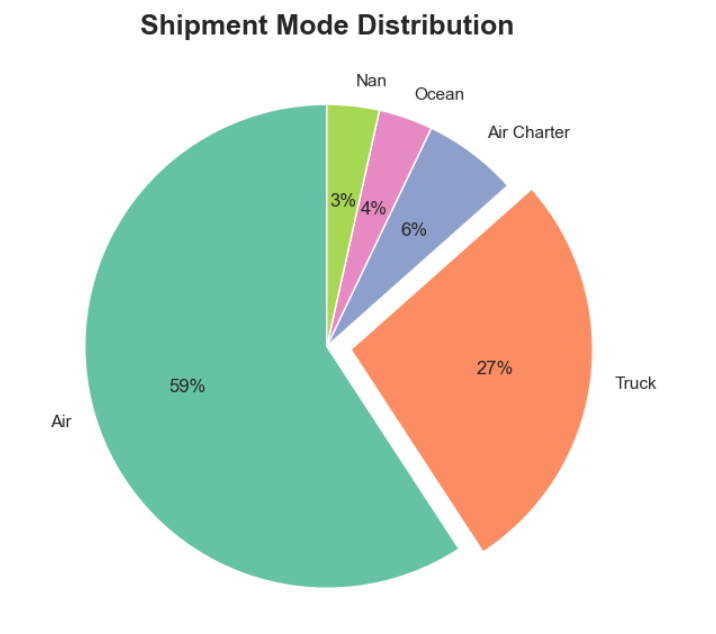 Shipment Mode Distribution
Nan
Ocean
Air Charter
3%
4%
6%
27%
Truck
59%
Air